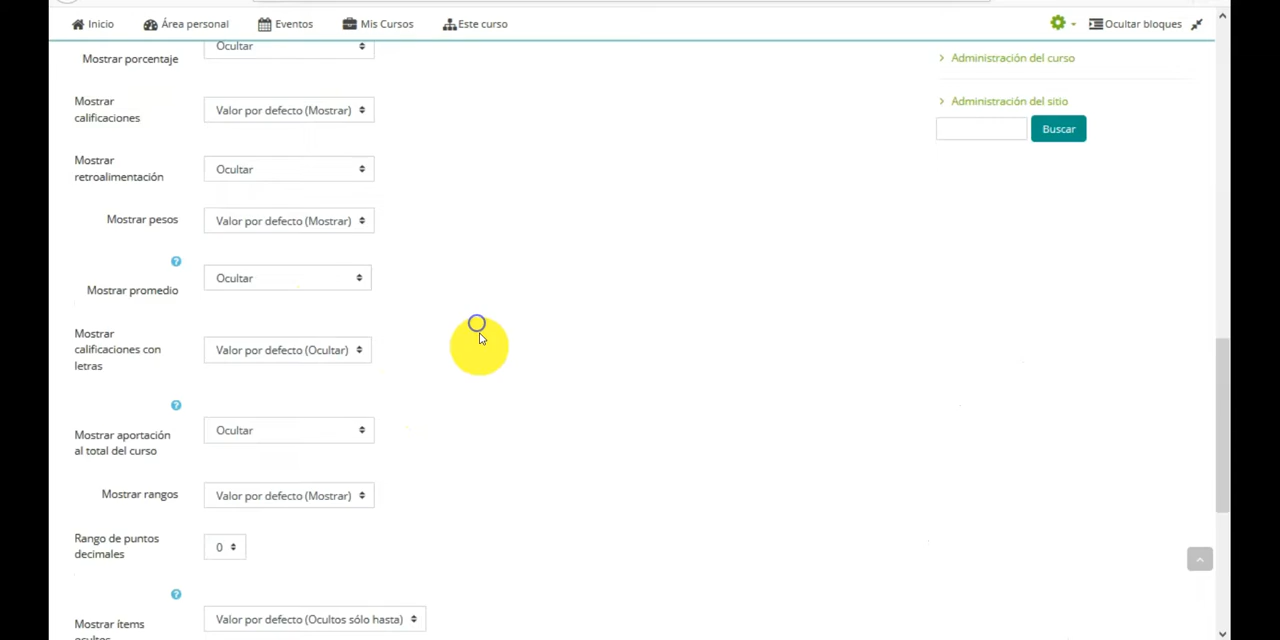 Inicio Área personal Eventos Mis Cursos Este curso Ocultar bloques
Mostrar porcentaje Ocultar
Administración del curso
Mostrar
calificaciones
Valor por defecto (Mostrar)
Administración del sitio
Buscar
Mostrar
retroalimentación
Ocultar
Mostrar pesos Valor por defecto (Mostrar)
?
Mostrar promedio
Ocultar
Mostrar
calificaciones con
letras
Valor por defecto (Ocultar)
?
Mostrar aportación
al total del curso
Ocultar
Mostrar rangos Valor por defecto (Mostrar)
Rango de puntos
decimales
0
?
Mostrar ítems
ocultos
Valor por defecto (Ocultos sólo hasta)